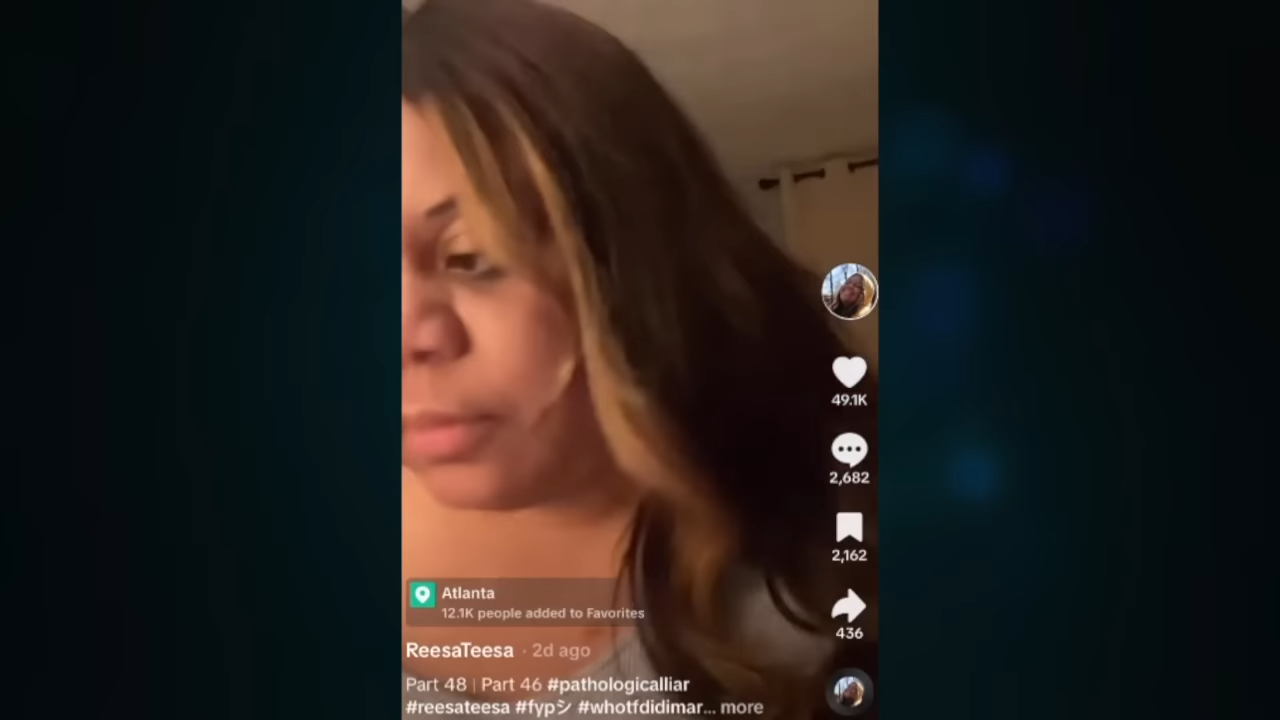 49.1K
2,682
2,162
436
Atlanta
12.1K people added to Favorites
ReesaTeesa · 2d ago
Part 48 | Part 46 #pathologicalliar
#reesateesa #fypシ #whotfdidimar... more